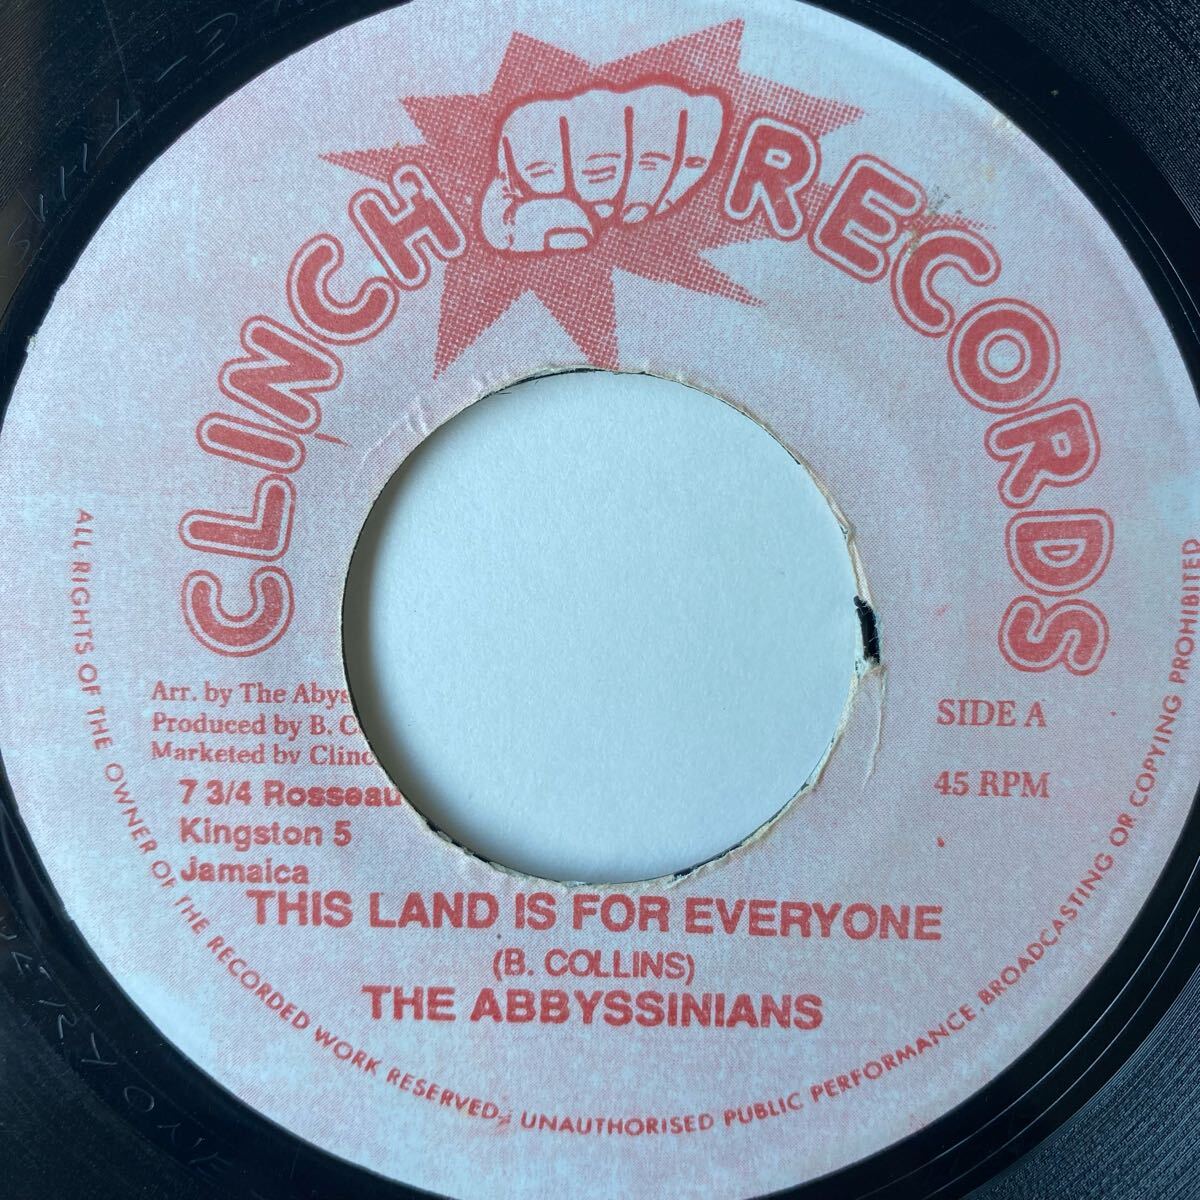 CLINCH RECORDS
Arr. by The Abys
Produced by B. C
Marketed by Clinc
7 3/4 Rosseau
Kingston 5
Jamaica
SIDE A
45 RPM
THIS LAND IS FOR EVERYONE
(B. COLLINS)
THE ABBYSSINIANS
ALL RIGHTS OF THE OWNER OF THE RECORDED WORK RESERVED; UNAUTHORISED PUBLIC PERFORMANCE, BROADCASTING OR COPYING PROHIBITED